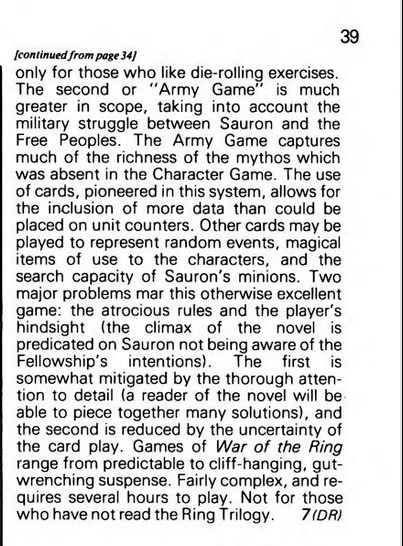 39
[continued from page 34]
only for those who like die-rolling exercises.
The second or "Army Game" is much
greater in scope, taking into account the
military struggle between Sauron and the
Free Peoples. The Army Game captures
much of the richness of the mythos which
was absent in the Character Game. The use
of cards, pioneered in this system, allows for
the inclusion of more data than could be
placed on unit counters. Other cards may be
played to represent random events, magical
items of use to the characters, and the
search capacity of Sauron's minions. Two
major problems mar this otherwise excellent
game: the atrocious rules and the player's
hindsight (the climax of the novel is
predicated on Sauron not being aware of the
Fellowship's intentions). The first is
somewhat mitigated by the thorough atten-
tion to detail (a reader of the novel will be
able to piece together many solutions), and
the second is reduced by the uncertainty of
the card play. Games of War of the Ring
range from predictable to cliff-hanging, gut-
wrenching suspense. Fairly complex, and re-
quires several hours to play. Not for those
who have not read the Ring Trilogy. 7(DR)